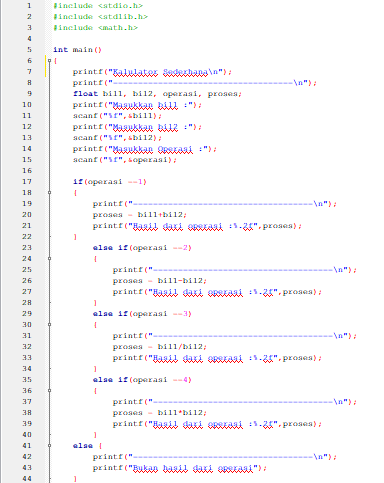 1 #include <stdio.h>
2 #include <stdlib.h>
3 #include <math.h>
4
5 int main()
6 {
7 printf("Kalulator Sederhana\n");
8 printf("----------------------------------------\n");
9 float bil1, bil2, operasi, proses;
10 printf("Masukkan bil1 :");
11 scanf("%f",&bil1);
12 printf("Masukkan bil2 :");
13 scanf("%f",&bil2);
14 printf("Masukkan Operasi :");
15 scanf("%f",&operasi);
16
17 if(operasi ==1)
18 {
19 printf("----------------------------------------\n");
20 proses = bil1+bil2;
21 printf("Hasil dari operasi :%.2f",proses);
22 }
23 else if(operasi ==2)
24 {
25 printf("----------------------------------------\n");
26 proses = bil1-bil2;
27 printf("Hasil dari operasi :%.2f",proses);
28 }
29 else if(operasi ==3)
30 {
31 printf("----------------------------------------\n");
32 proses = bil1/bil2;
33 printf("Hasil dari operasi :%.2f",proses);
34 }
35 else if(operasi ==4)
36 {
37 printf("----------------------------------------\n");
38 proses = bil1*bil2;
39 printf("Hasil dari operasi :%.2f",proses);
40 }
41 else {
42 printf("----------------------------------------\n");
43 printf("Bukan hasil dari operasi");
44 }